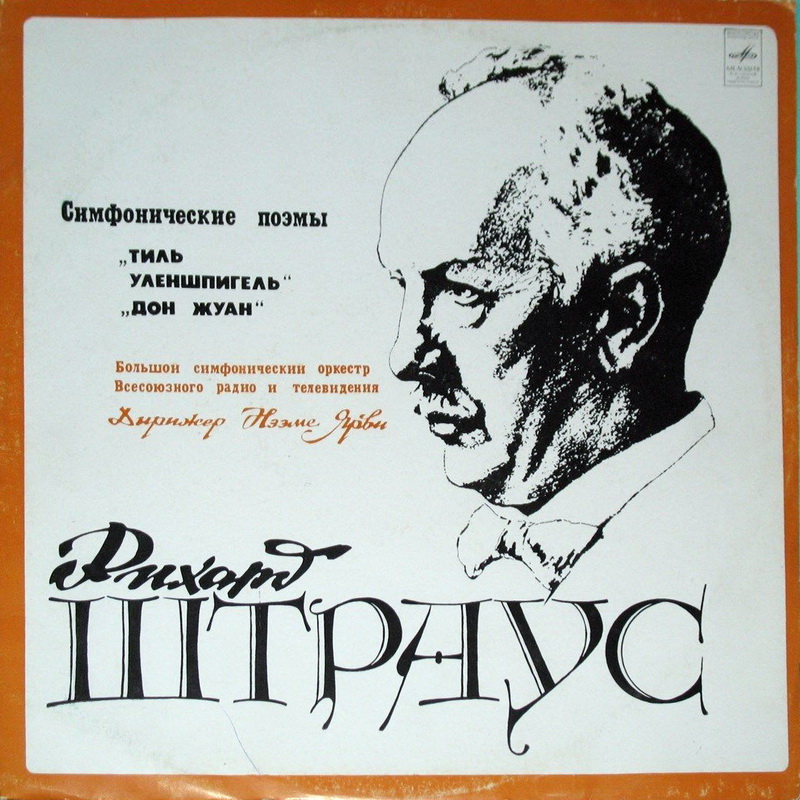 Симфонические поэмы
„ТИЛЬ
УЛЕНШПИГЕЛЬ“
„ДОН ЖУАН“
Большой симфонический оркестр
Всесоюзного радио и телевидения
Дирижер Нээме Ярви
Рихард
ШТРАУС